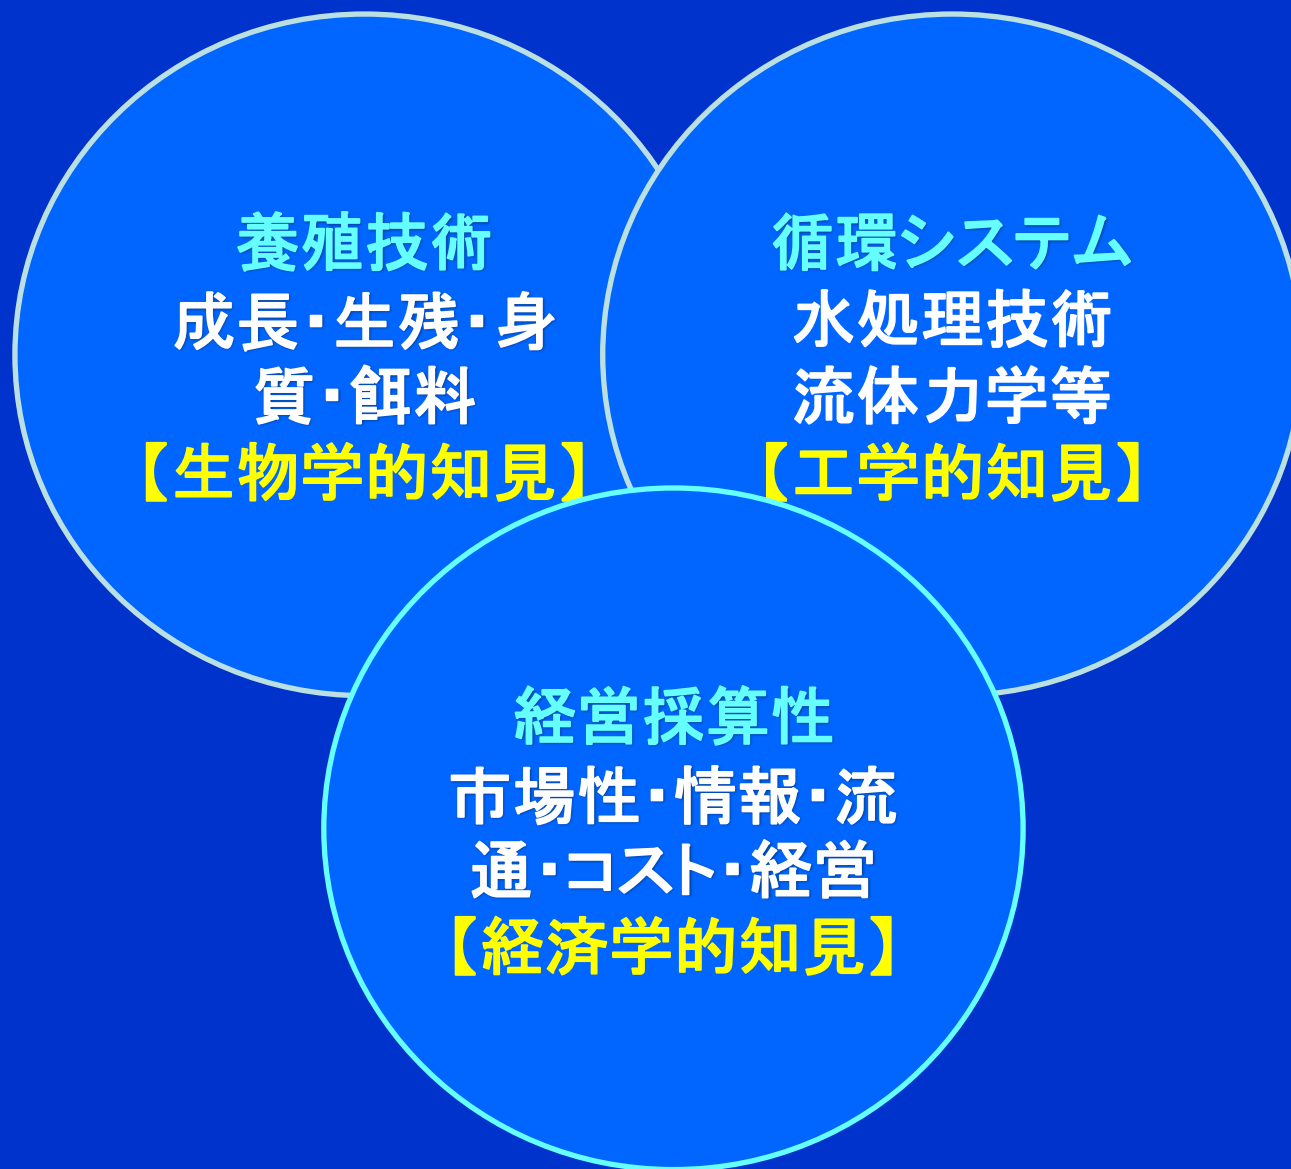 養殖技術
成長・生残・身
質・餌料
【生物学的知見】
循環システム
水処理技術
流体力学等
【工学的知見】
経営採算性
市場性・情報・流
通・コスト・経営
【経済学的知見】